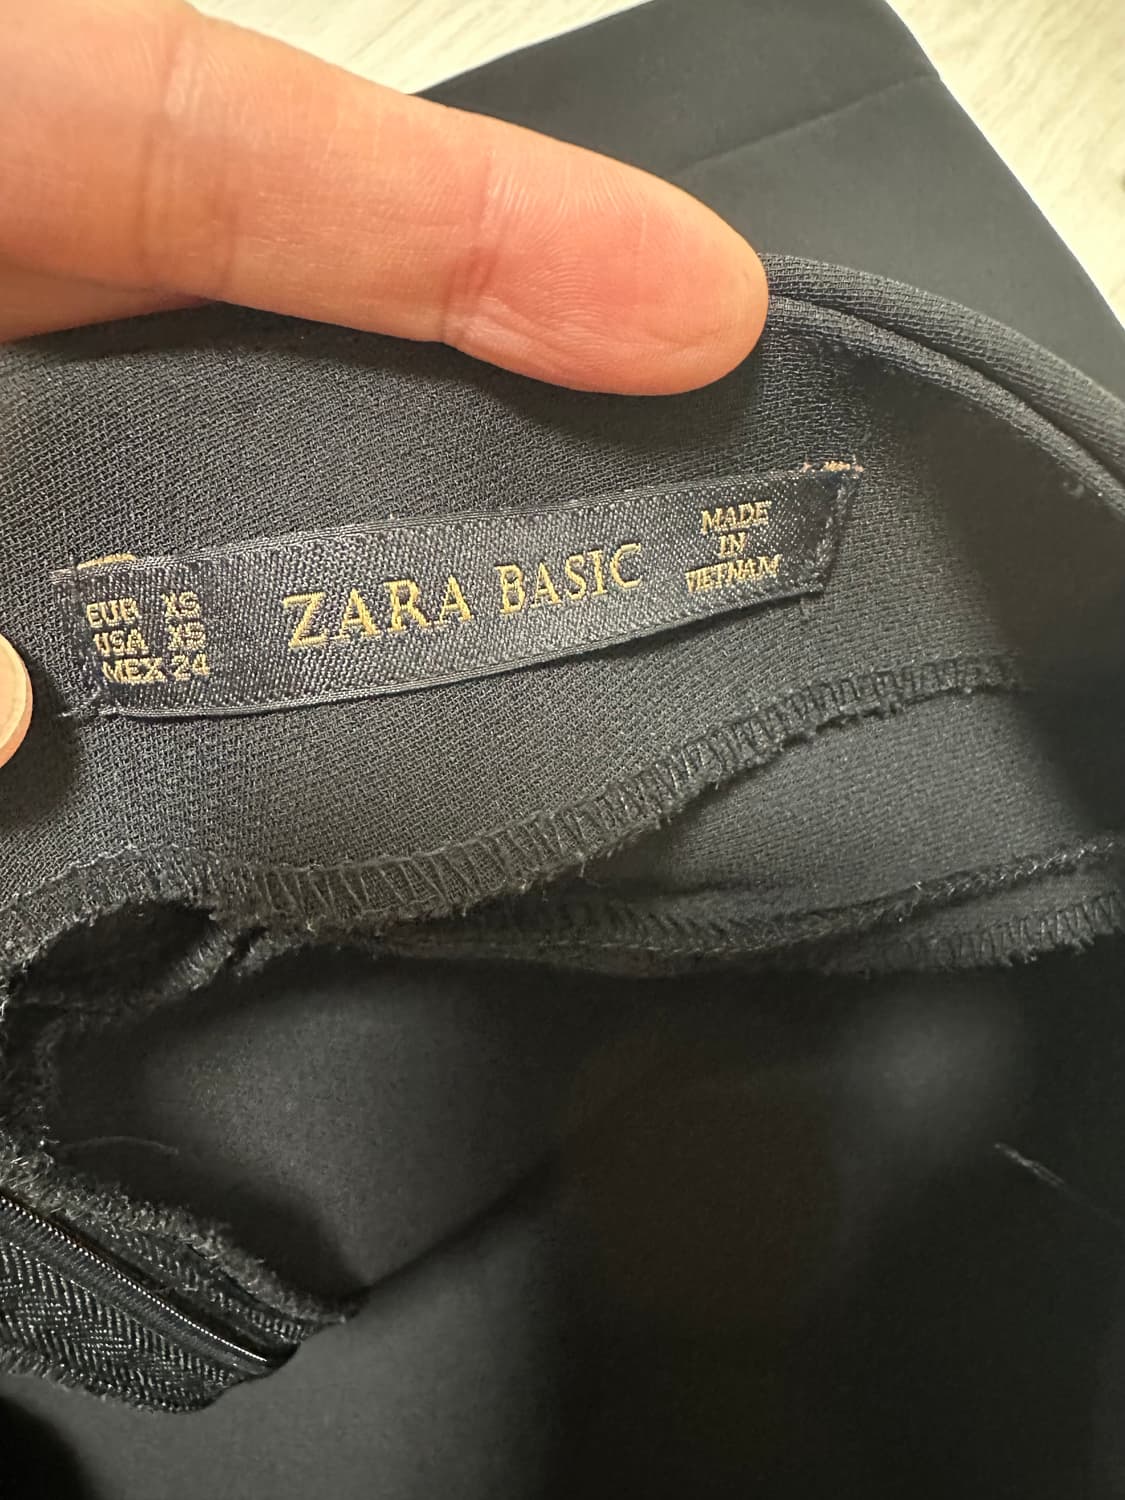 EUR XS
USA XS
MEX 24
ZARA BASIC
MADE
IN
VIETNAM